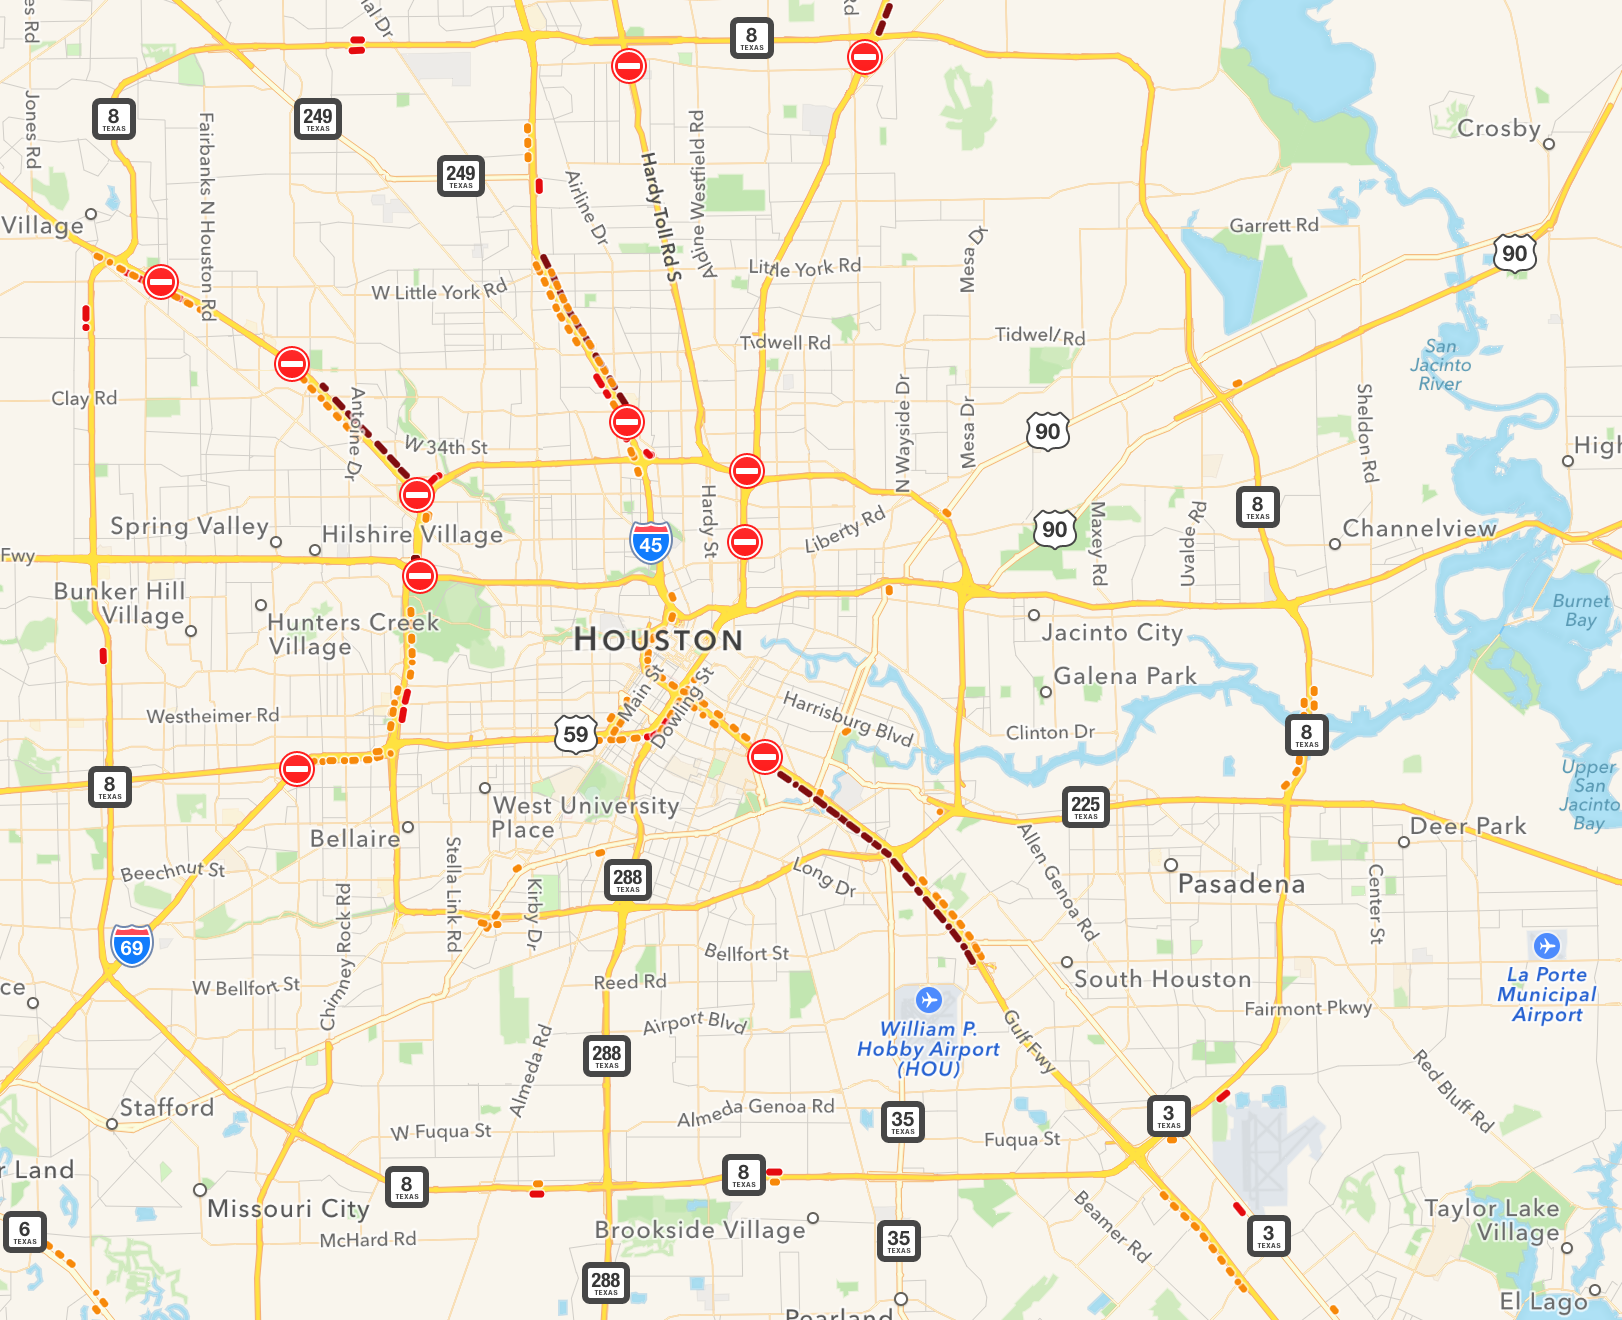 8
TEXAS
Jones Rd
8
TEXAS
Fairbanks N Houston Rd
249
TEXAS
249
TEXAS
Airline Dr
Hardy Toll Rd S
Aldine Westfield Rd
Crosby
Village
Garrett Rd
Mesa Dr
90
W Little York Rd
Little York Rd
Tidwell Rd
Tidwell Rd
San
Jacinto
River
Clay Rd
Antoine Dr
W 34th St
N Wayside Dr
Mesa Dr
90
Sheldon Rd
High
Hardy St
Liberty Rd
90
Maxey Rd
Uvalde Rd
8
TEXAS
Channelview
Spring Valley
Hilshire Village
45
Fwy
Bunker Hill
Village
Hunters Creek
Village
HOUSTON
Jacinto City
Burnet
Bay
Galena Park
Main St
Dowling St
Harrisburg Blvd
Clinton Dr
Westheimer Rd
59
8
TEXAS
8
TEXAS
Upper
San
Jacinto
Bay
West University
Place
225
TEXAS
Deer Park
Bellaire
Stella Link Rd
Beechnut St
Kirby Dr
288
TEXAS
Long Dr
Allen Genoa Rd
Pasadena
Center St
Chimney Rock Rd
69
Bellfort St
South Houston
La Porte
Municipal
Airport
ce
W Bellfort St
Reed Rd
Fairmont Pkwy
Airport Blvd
William P.
Hobby Airport
(HOU)
Gulf Fwy
288
TEXAS
Almeda Rd
Red Bluff Rd
Stafford
Almeda Genoa Rd
35
TEXAS
3
TEXAS
W Fuqua St
Fuqua St
r Land
8
TEXAS
8
TEXAS
Missouri City
Beamer Rd
Taylor Lake
Village
6
TEXAS
McHard Rd
Brookside Village
35
TEXAS
3
TEXAS
288
TEXAS
El Lago
Pearland